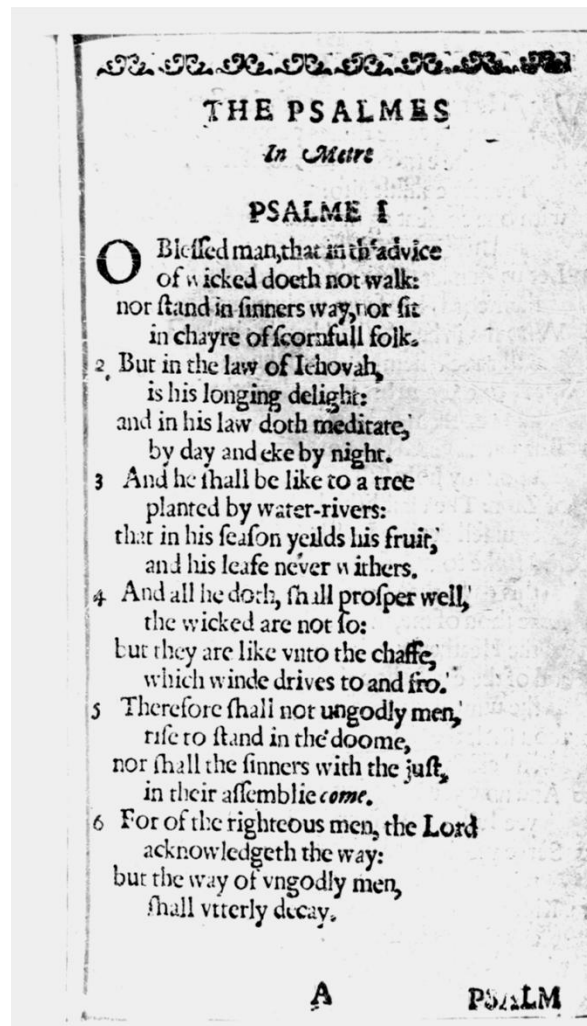 THE PSALMES
In Metre
PSALME I
O Blessed man, that in th'advice
of wicked doeth not walk:
nor stand in sinners way, nor sit
in chayre of scornfull folk.
2, But in the law of Iehovah,
is his longing delight:
and in his law doth meditate,
by day and eke by night.
3 And he shall be like to a tree
planted by water-rivers:
that in his season yeilds his fruit,
and his leafe never withers.
4 And all he doth, shall prosper well,
the wicked are not so:
but they are like vnto the chaffe,
which winde drives to and fro.
5 Therefore shall not ungodly men,
rise to stand in the doome,
nor shall the sinners with the just,
in their assemblie come.
6 For of the righteous men, the Lord
acknowledgeth the way:
but the way of vngodly men,
shall vtterly decay.
A PSALM